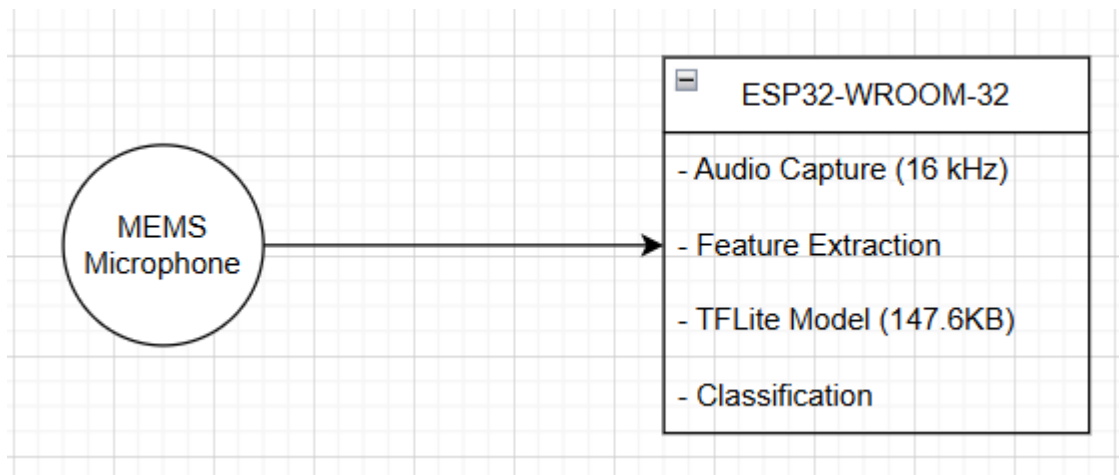 MEMS
Microphone
ESP32-WROOM-32
- Audio Capture (16 kHz)
- Feature Extraction
- TFLite Model (147.6KB)
- Classification